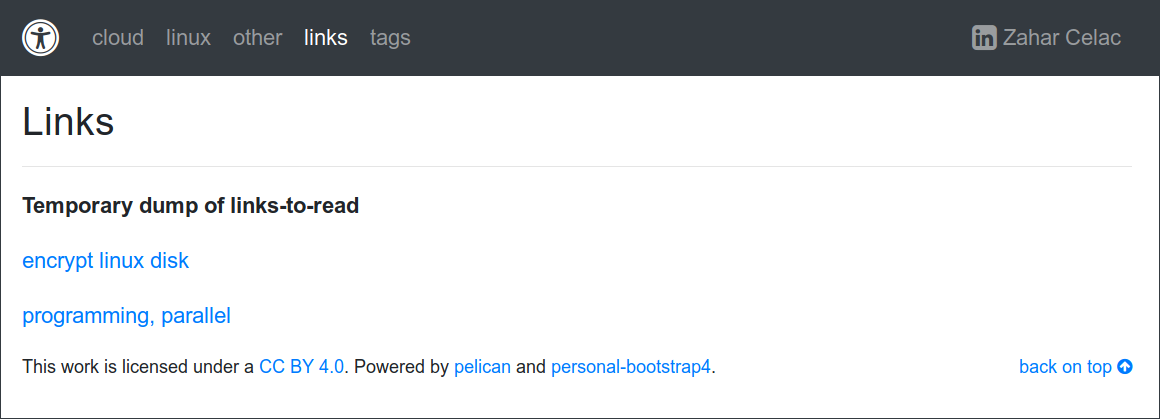 cloud linux other links tags Zahar Celac
Links
Temporary dump of links-to-read
encrypt linux disk
programming, parallel
This work is licensed under a CC BY 4.0. Powered by pelican and personal-bootstrap4. back on top